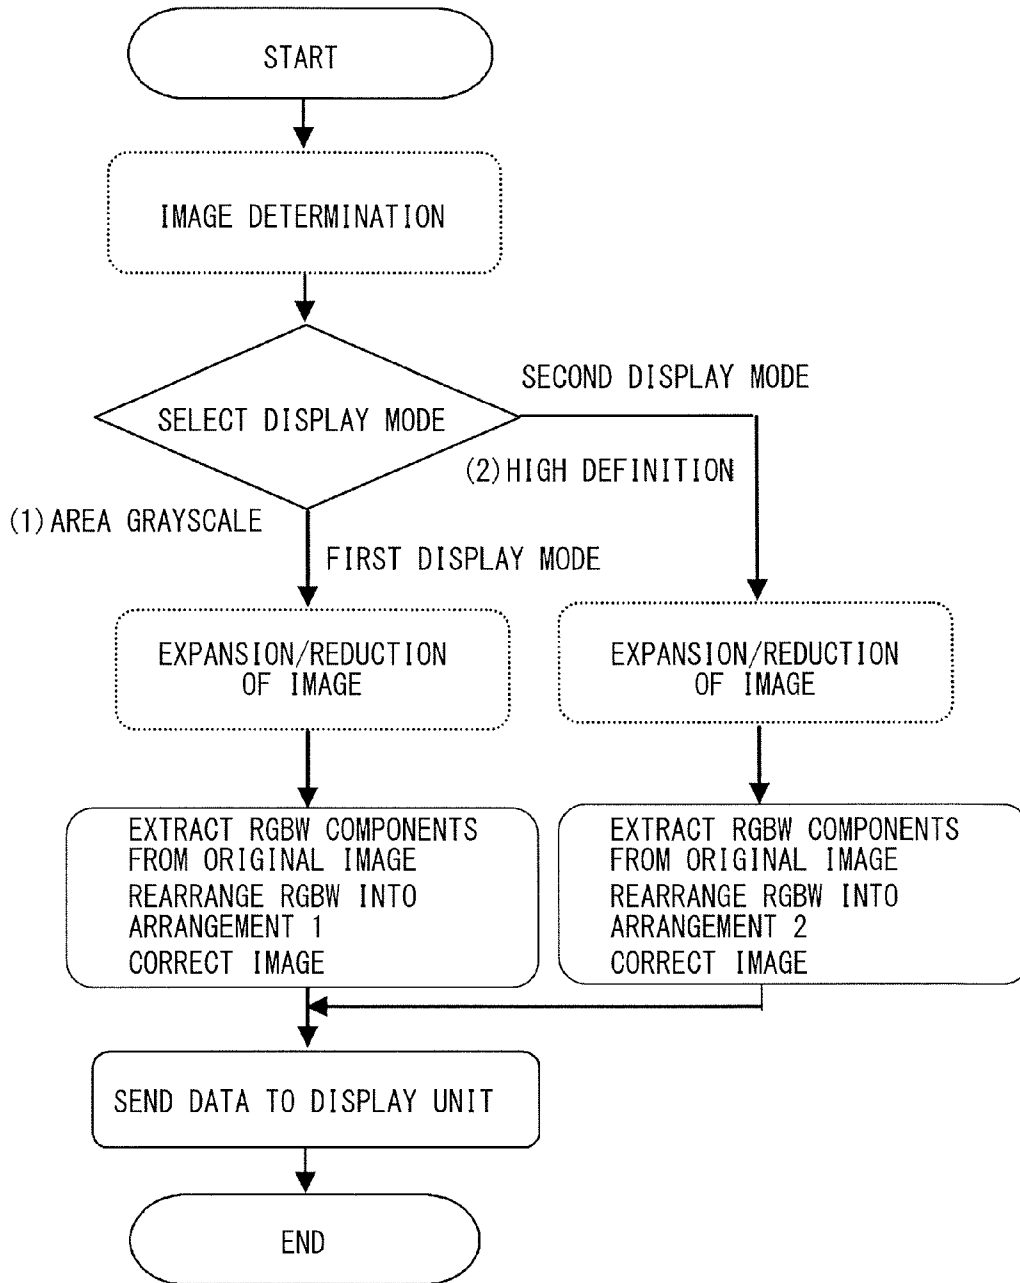 START
IMAGE DETERMINATION
SECOND DISPLAY MODE
SELECT DISPLAY MODE
(2)HIGH DEFINITION
(1)AREA GRAYSCALE
FIRST DISPLAY MODE
EXPANSION/REDUCTION
OF IMAGE
EXPANSION/REDUCTION
OF IMAGE
EXTRACT RGBW COMPONENTS
FROM ORIGINAL IMAGE
REARRANGE RGBW INTO
ARRANGEMENT 1
CORRECT IMAGE
EXTRACT RGBW COMPONENTS
FROM ORIGINAL IMAGE
REARRANGE RGBW INTO
ARRANGEMENT 2
CORRECT IMAGE
SEND DATA TO DISPLAY UNIT
END